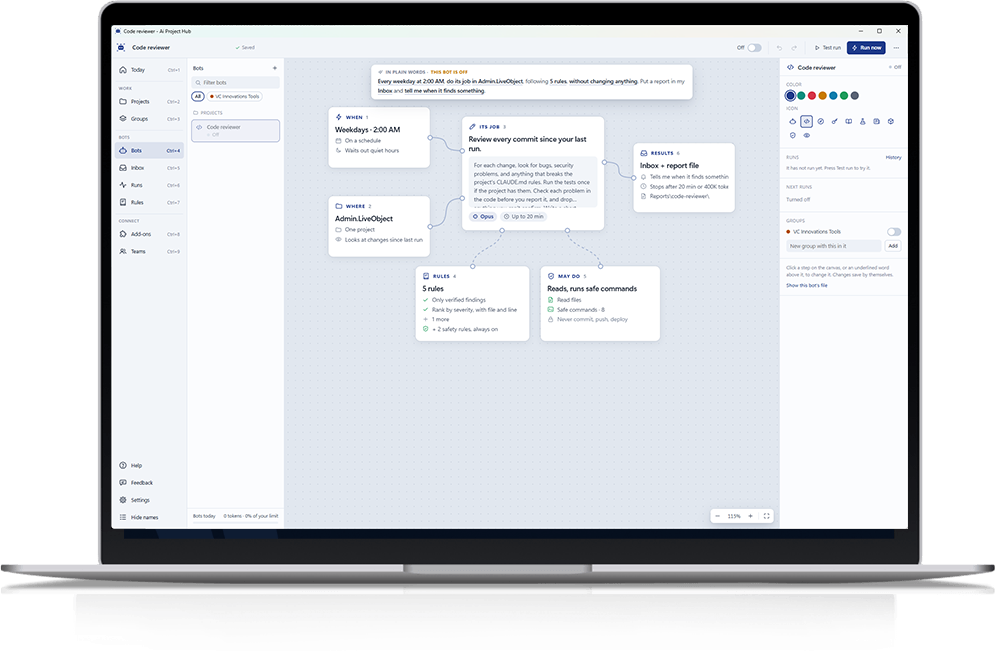 Code reviewer - Ai Project Hub
Code reviewer
Saved
Off
Test run
Run now
Today Ctrl+1
WORK
Projects Ctrl+2
Groups Ctrl+3
BOTS
Bots Ctrl+4
Inbox Ctrl+5
Runs Ctrl+6
Rules Ctrl+7
CONNECT
Add-ons Ctrl+8
Teams Ctrl+9
Help
Feedback
Settings
Hide names
Bots
Filter bots
All
VC Innovations Tools
PROJECTS
Code reviewer
Off
Bots today 0 tokens · 0% of your limit
IN PLAIN WORDS · THIS BOT IS OFF
Every weekday at 2:00 AM, do its job in Admin.LiveObject, following 5 rules, without changing anything. Put a report in my
Inbox and tell me when it finds something.
WHEN 1
Weekdays · 2:00 AM
On a schedule
Waits out quiet hours
WHERE 2
Admin.LiveObject
One project
Looks at changes since last run
ITS JOB 3
Review every commit since your last
run.
For each change, look for bugs, security
problems, and anything that breaks the
project's CLAUDE.md rules. Run the tests once
if the project has them. Check each problem in
the code before you report it, and drop
Opus
Up to 20 min
RESULTS 6
Inbox + report file
Tells me when it finds somethin
Stops after 20 min or 400K toke
Reports\code-reviewer\
RULES 4
5 rules
Only verified findings
Rank by severity, with file and line
+ 1 more
+ 2 safety rules, always on
MAY DO 5
Reads, runs safe commands
Read files
Safe commands · 8
Never commit, push, deploy
115%
Code reviewer
Off
COLOR
ICON
RUNS
History
It has not run yet. Press Test run to try it.
NEXT RUNS
Turned off
GROUPS
VC Innovations Tools
New group with this in it
Add
Click a step on the canvas, or an underlined word
above it, to change it. Changes save by themselves.
Show this bot's file